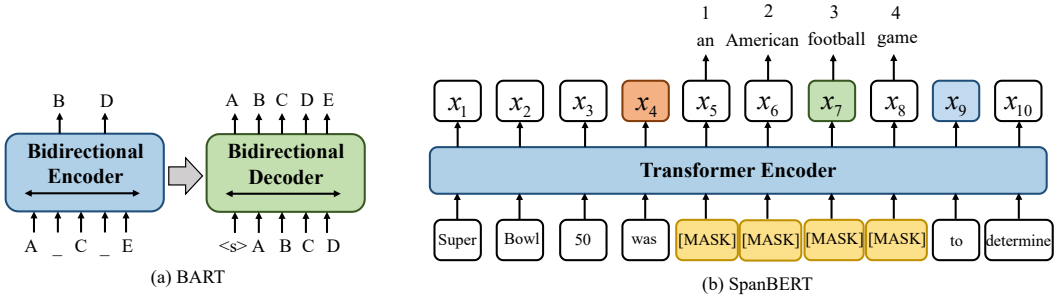 B D
Bidirectional
Encoder
A _ C _ E
A B C D E
Bidirectional
Decoder
<s> A B C D
(a) BART
1 2 3 4
an American football game
x1 x2 x3 x4 x5 x6 x7 x8 x9 x10
Transformer Encoder
Super Bowl 50 was [MASK] [MASK] [MASK] [MASK] to determine
(b) SpanBERT